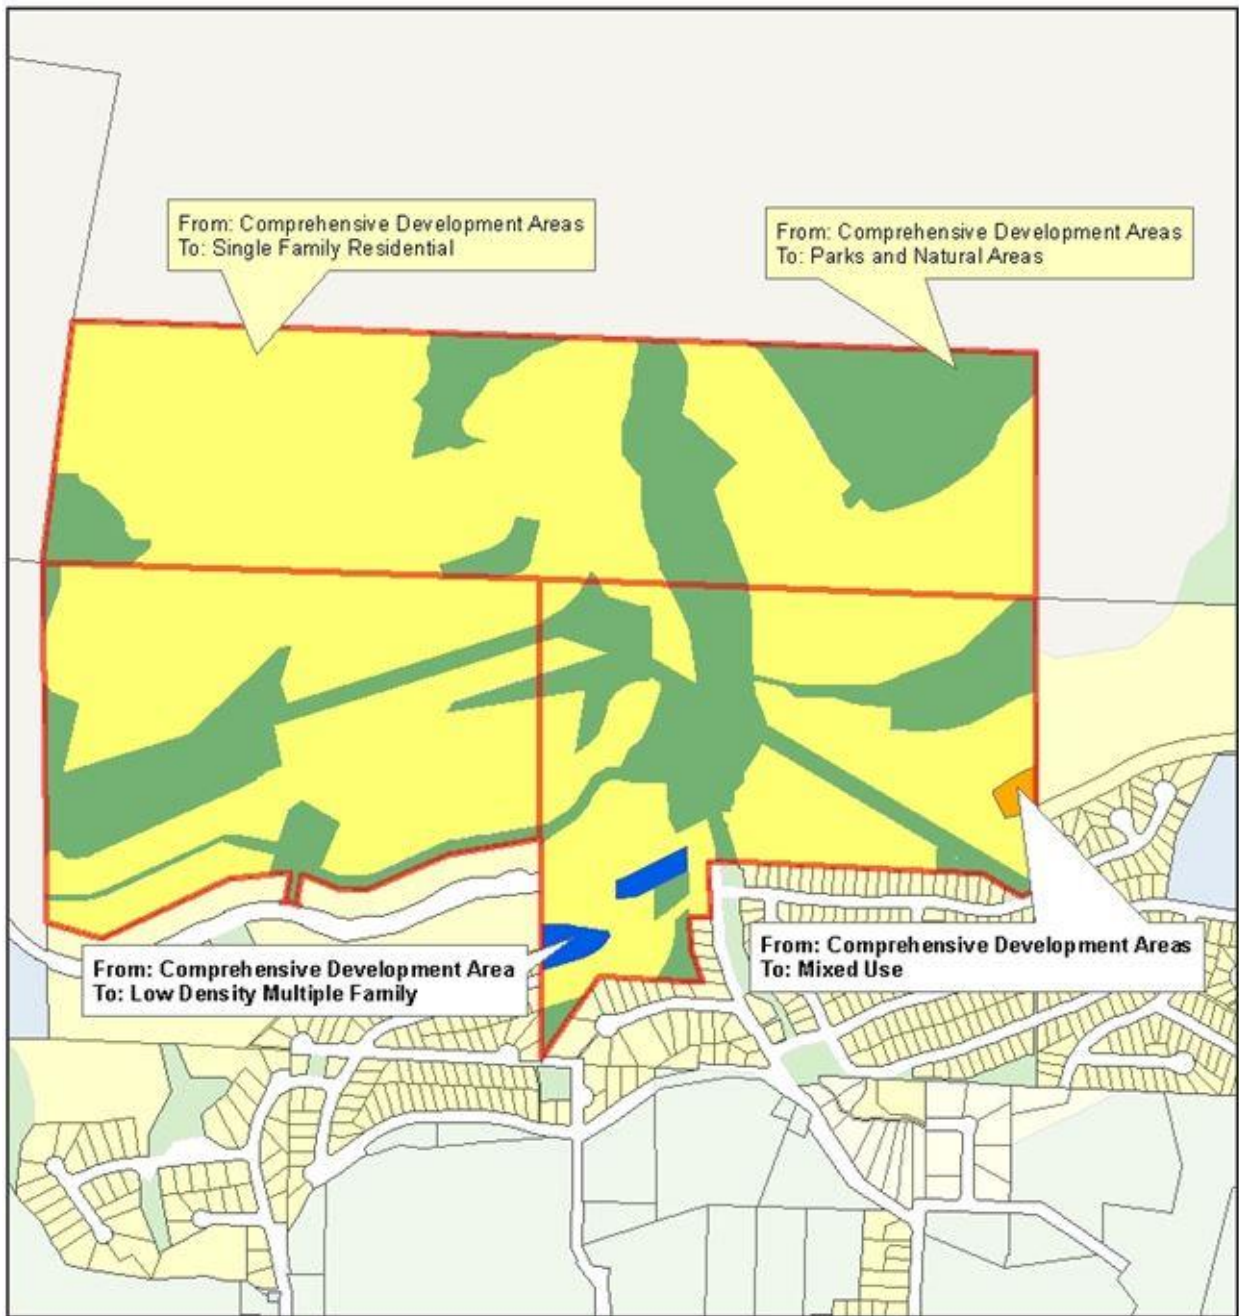 From: Comprehensive Development Areas
To: Single Family Residential
From: Comprehensive Development Areas
To: Parks and Natural Areas
From: Comprehensive Development Area
To: Low Density Multiple Family
From: Comprehensive Development Areas
To: Mixed Use